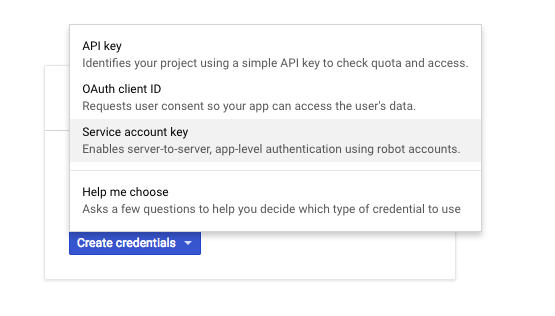 API key
Identifies your project using a simple API key to check quota and access.
OAuth client ID
Requests user consent so your app can access the user's data.
Service account key
Enables server-to-server, app-level authentication using robot accounts.
Help me choose
Asks a few questions to help you decide which type of credential to use
Create credentials